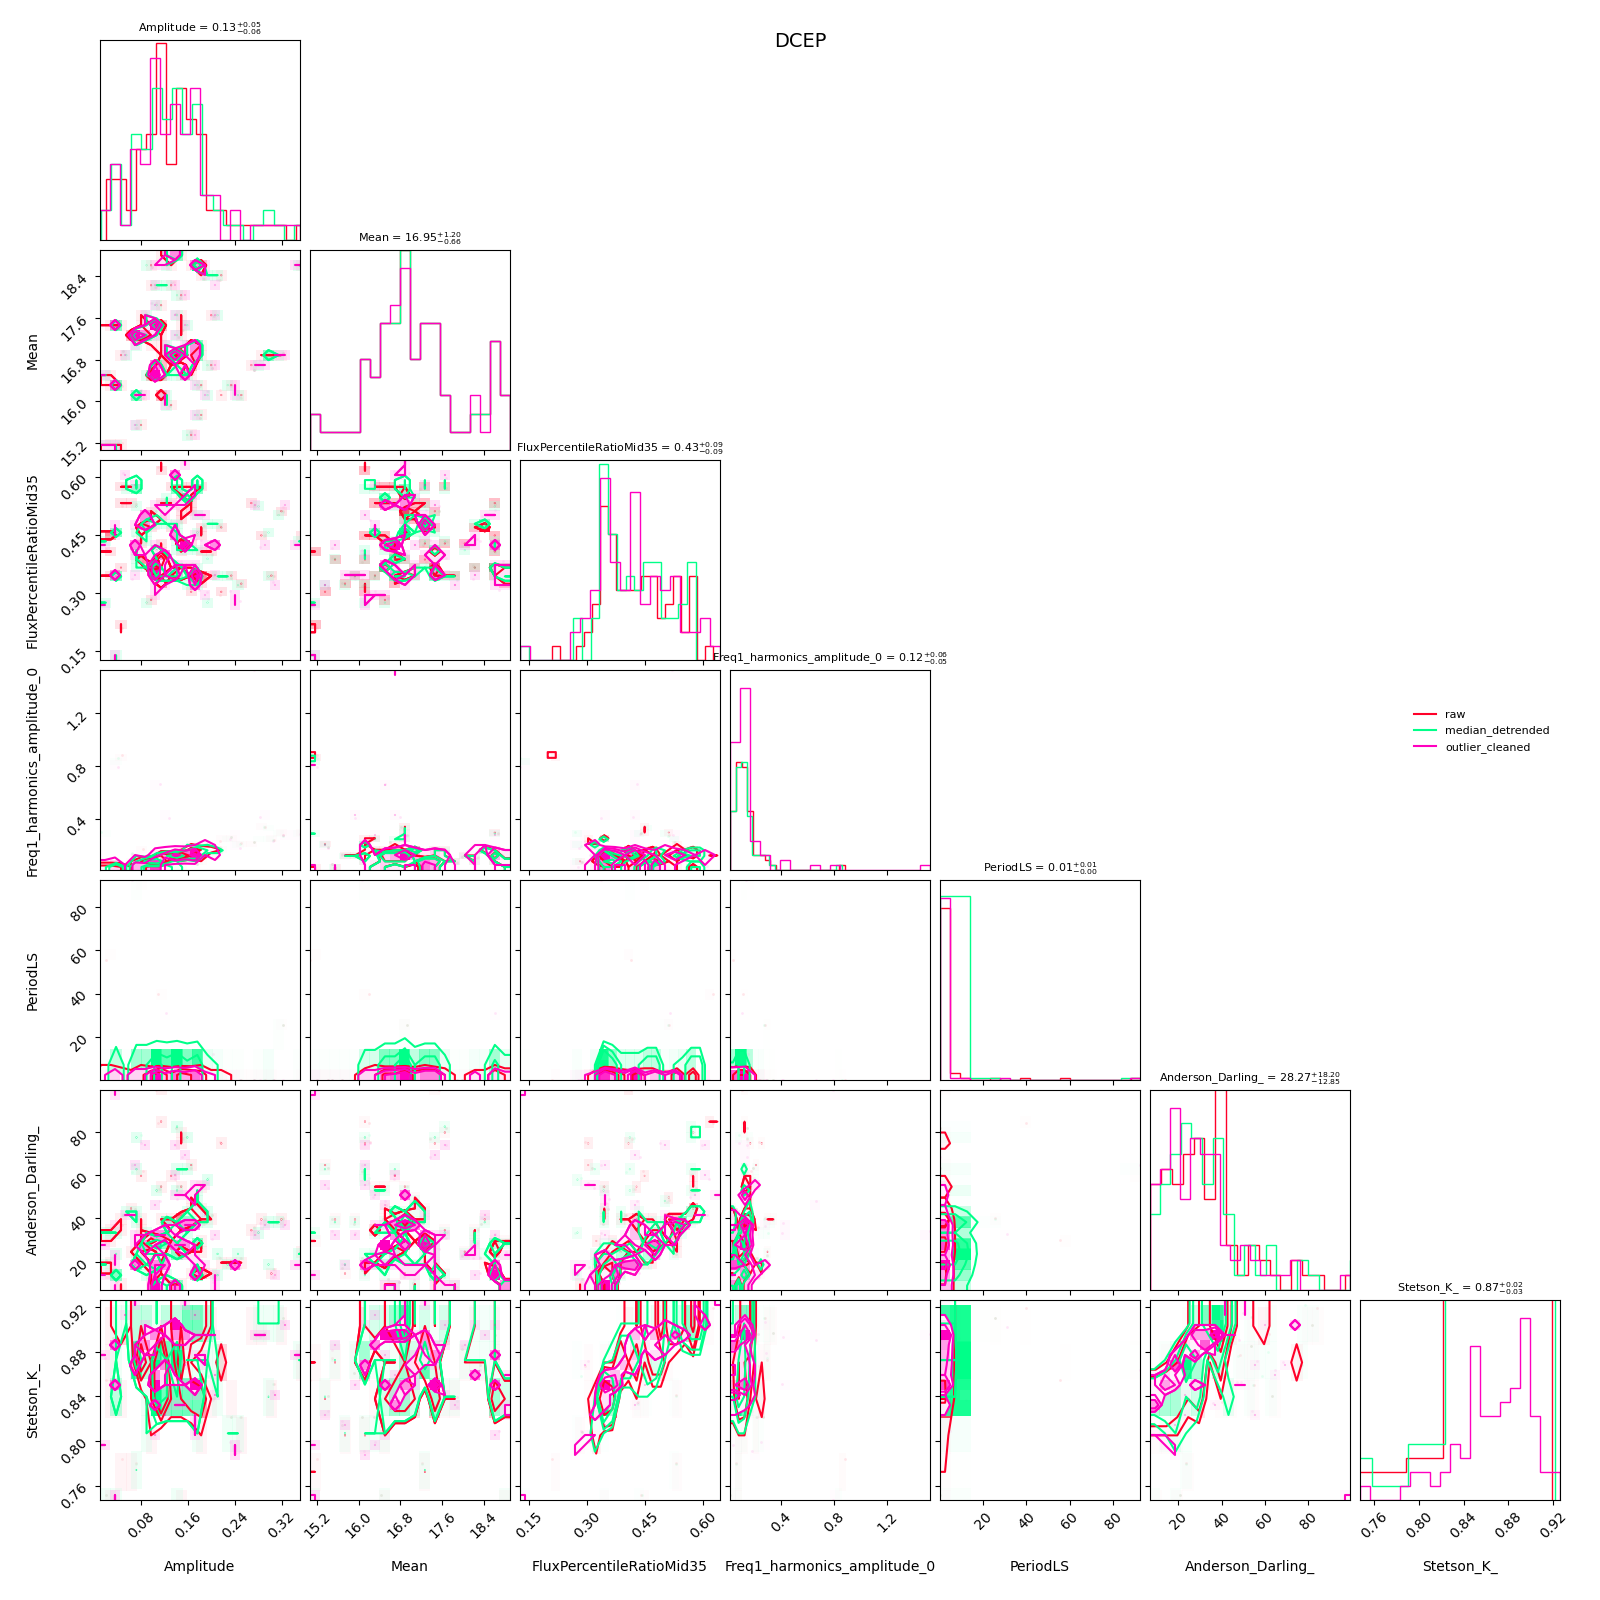 DCEP
Amplitude = 0.13+0.05 −0.06
Mean = 16.95+1.20 −0.66
18.4
17.6
16.8
16.0
15.2
Mean
FluxPercentileRatioMid35 = 0.43+0.09 −0.09
0.60
0.45
0.30
0.15
FluxPercentileRatioMid35
Freq1_harmonics_amplitude_0 = 0.12+0.06 −0.05
1.2
0.8
0.4
Freq1_harmonics_amplitude_0
raw
median_detrended
outlier_cleaned
PeriodLS = 0.01+0.01 −0.00
80
60
40
20
PeriodLS
Anderson_Darling_ = 28.27+18.20 −12.85
80
60
40
20
Anderson_Darling_
Stetson_K_ = 0.87+0.02 −0.03
0.92
0.88
0.84
0.80
0.76
Stetson_K_
0.08 0.16 0.24 0.32 15.2 16.0 16.8 17.6 18.4 0.15 0.30 0.45 0.60 0.4 0.8 1.2 20 40 60 80 20 40 60 80 0.76 0.80 0.84 0.88 0.92
Amplitude Mean FluxPercentileRatioMid35 Freq1_harmonics_amplitude_0 PeriodLS Anderson_Darling_ Stetson_K_